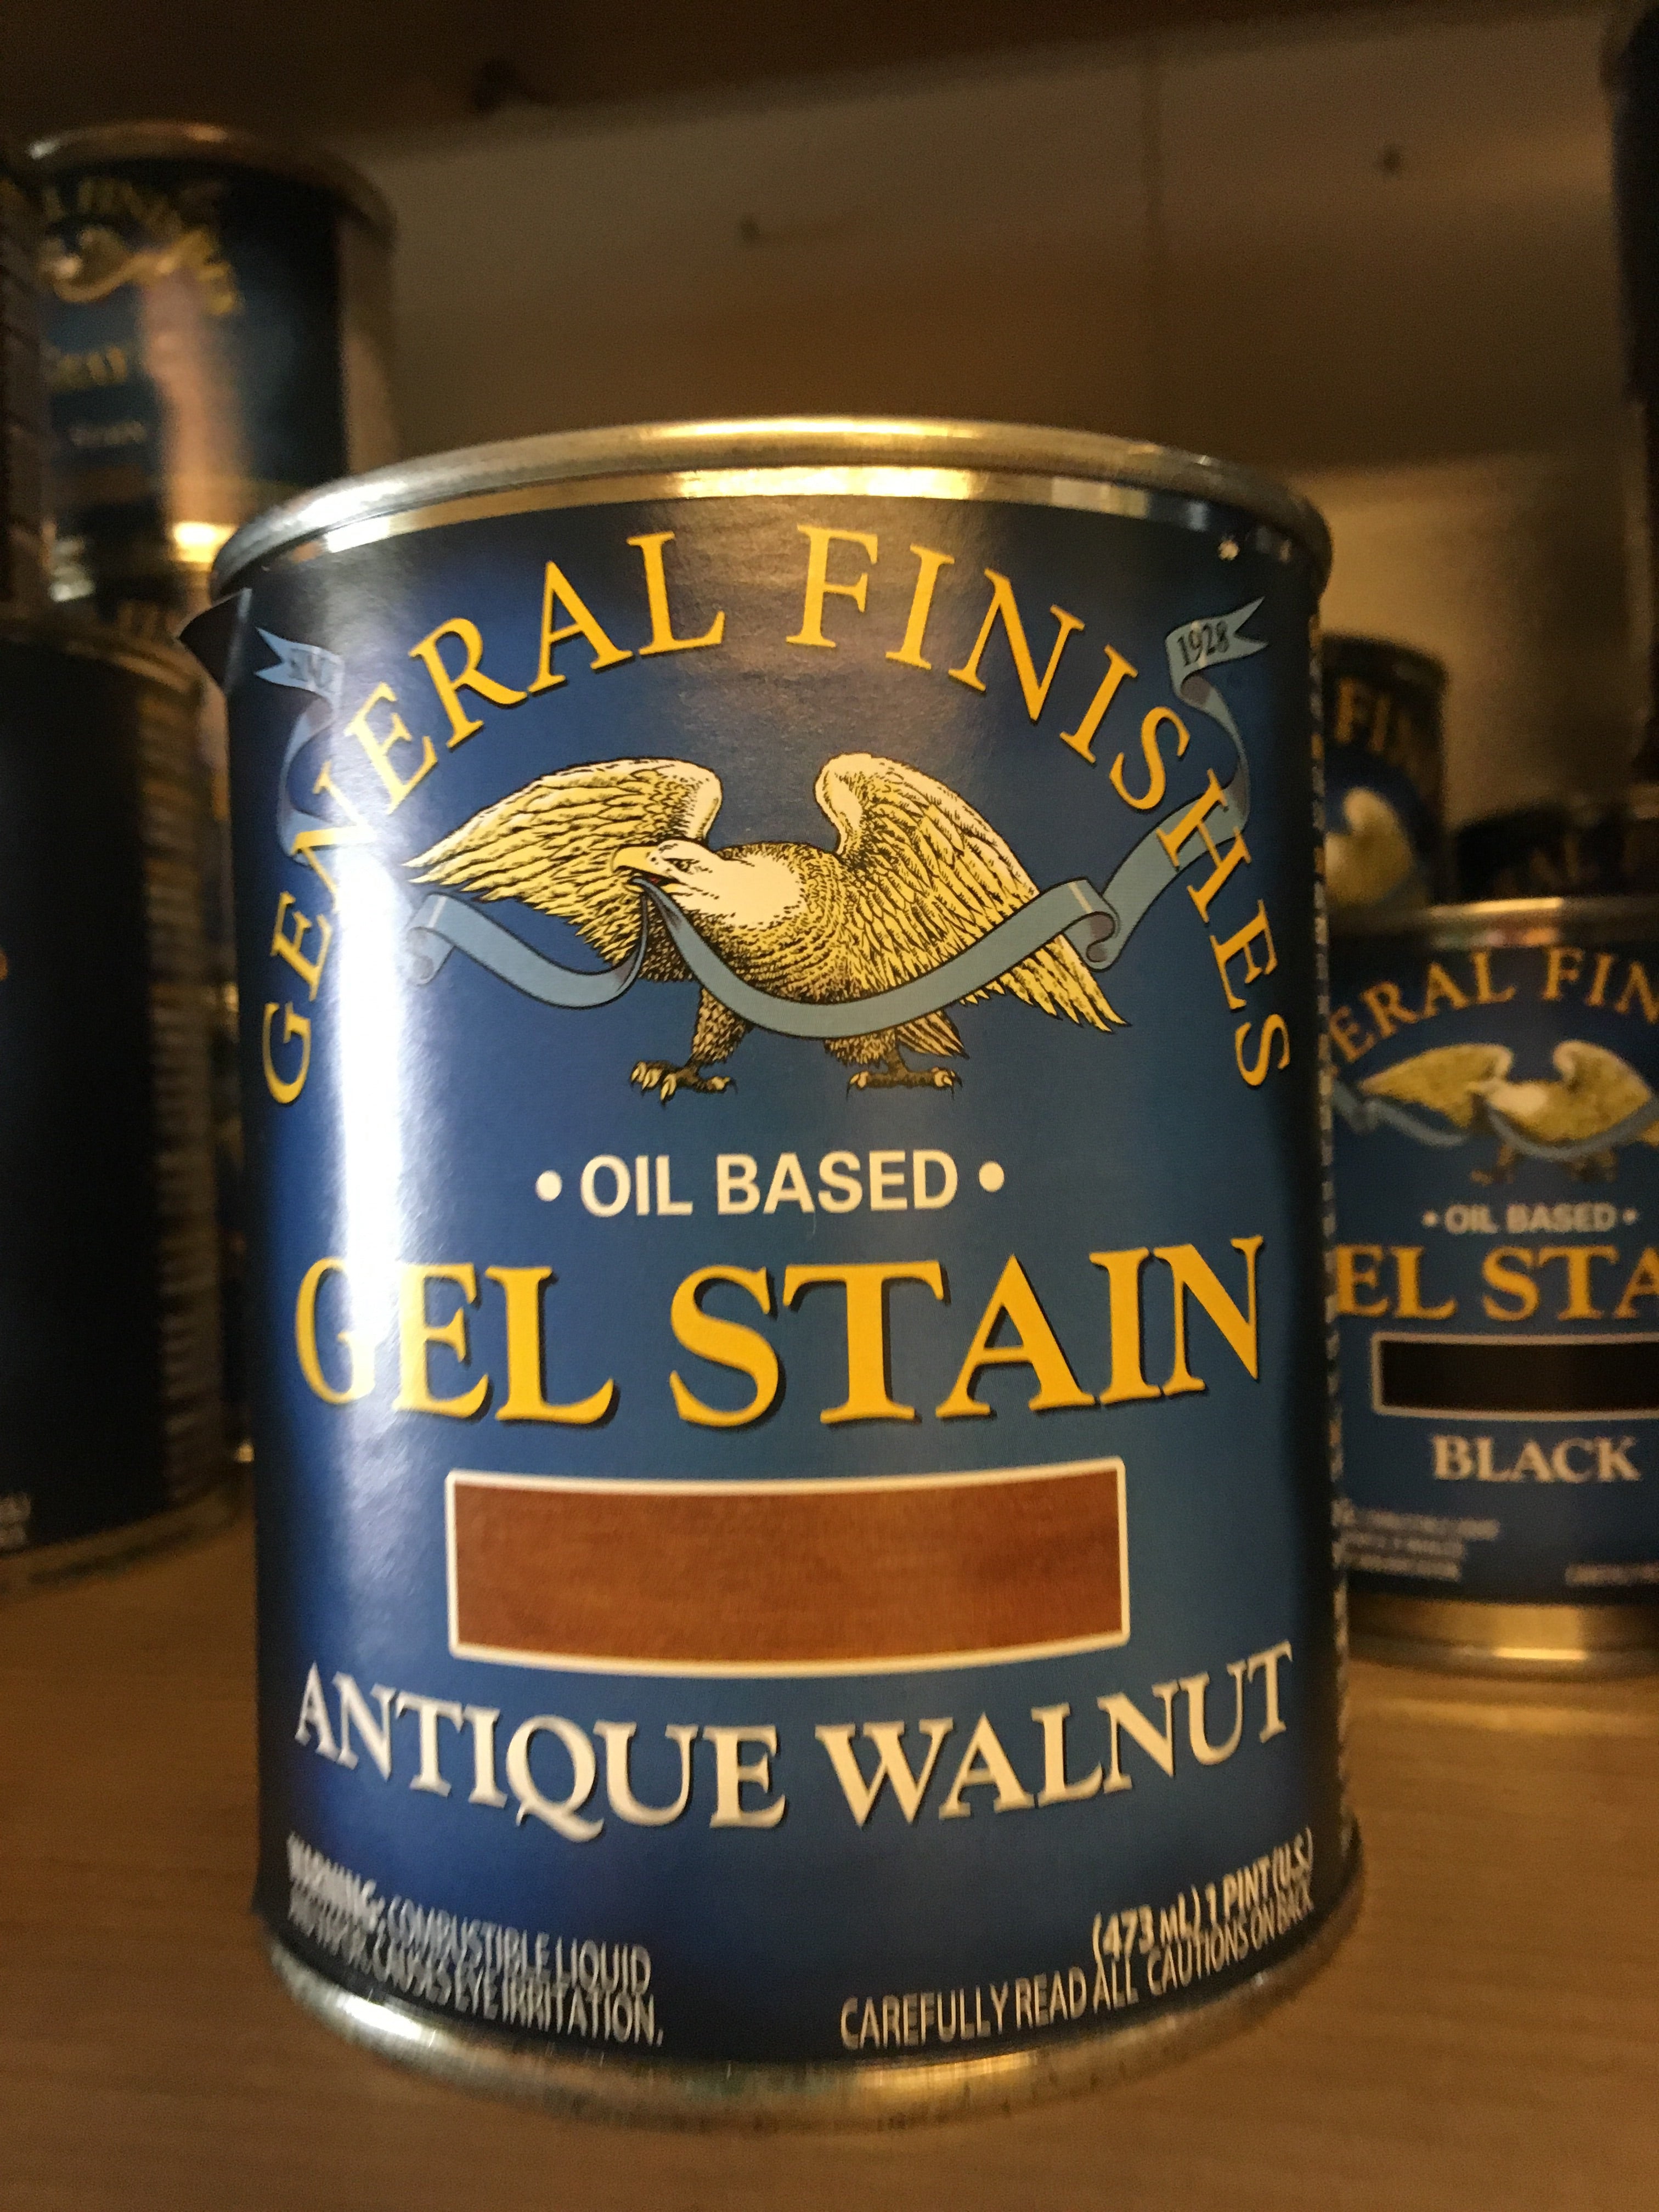 GENERAL FINISHES
1928
• OIL BASED •
GEL STAIN
ANTIQUE WALNUT
WARNING: COMBUSTIBLE LIQUID
CAUSES EYE IRRITATION.
(473 mL) 1 PINT (U.S.)
CAREFULLY READ ALL CAUTIONS ON BACK
ERAL FIN
• OIL BASED •
EL STA
BLACK
FIN